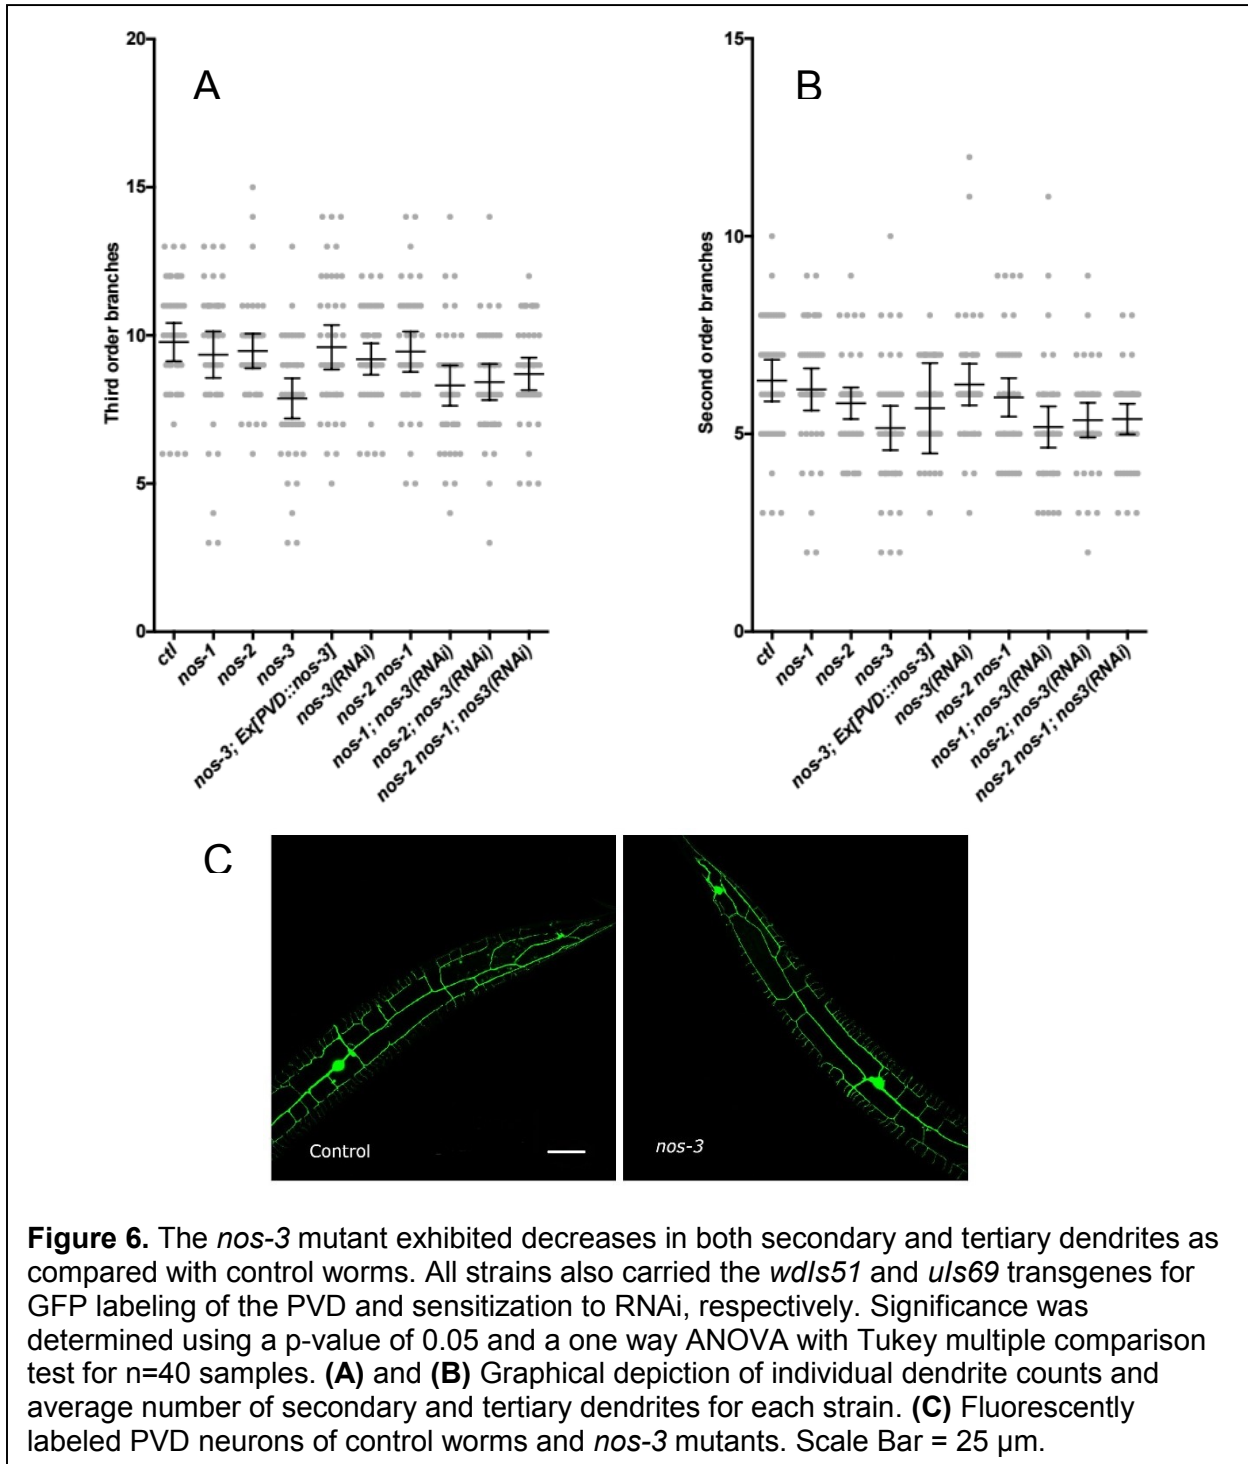 A
20
15
10
5
0
Third order branches
ctl
nos-1
nos-2
nos-3
nos-3; Ex[PVD::nos-3]
nos-3(RNAi)
nos-2 nos-1
nos-1; nos-3(RNAi)
nos-2; nos-3(RNAi)
nos-2 nos-1; nos3(RNAi)
B
15
10
5
0
Second order branches
ctl
nos-1
nos-2
nos-3
nos-3; Ex[PVD::nos-3]
nos-3(RNAi)
nos-2 nos-1
nos-1; nos-3(RNAi)
nos-2; nos-3(RNAi)
nos-2 nos-1; nos3(RNAi)
C
Control
nos-3
Figure 6. The nos-3 mutant exhibited decreases in both secondary and tertiary dendrites as
compared with control worms. All strains also carried the wdIs51 and uIs69 transgenes for
GFP labeling of the PVD and sensitization to RNAi, respectively. Significance was
determined using a p-value of 0.05 and a one way ANOVA with Tukey multiple comparison
test for n=40 samples. (A) and (B) Graphical depiction of individual dendrite counts and
average number of secondary and tertiary dendrites for each strain. (C) Fluorescently
labeled PVD neurons of control worms and nos-3 mutants. Scale Bar = 25 µm.